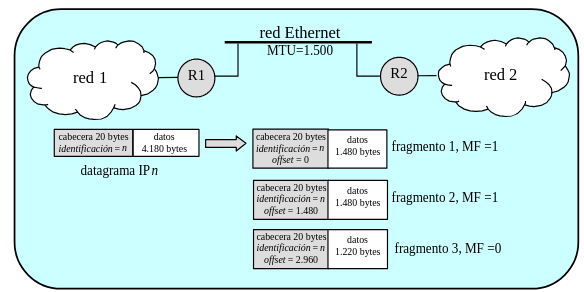 red Ethernet
MTU=1.500
red 1
R1
R2
red 2
cabecera 20 bytes
identificación = n
datos
4.180 bytes
datagrama IP n
cabecera 20 bytes
identificación = n
offset = 0
datos
1.480 bytes
fragmento 1, MF =1
cabecera 20 bytes
identificación = n
offset = 1.480
datos
1.480 bytes
fragmento 2, MF =1
cabecera 20 bytes
identificación = n
offset = 2.960
datos
1.220 bytes
fragmento 3, MF =0